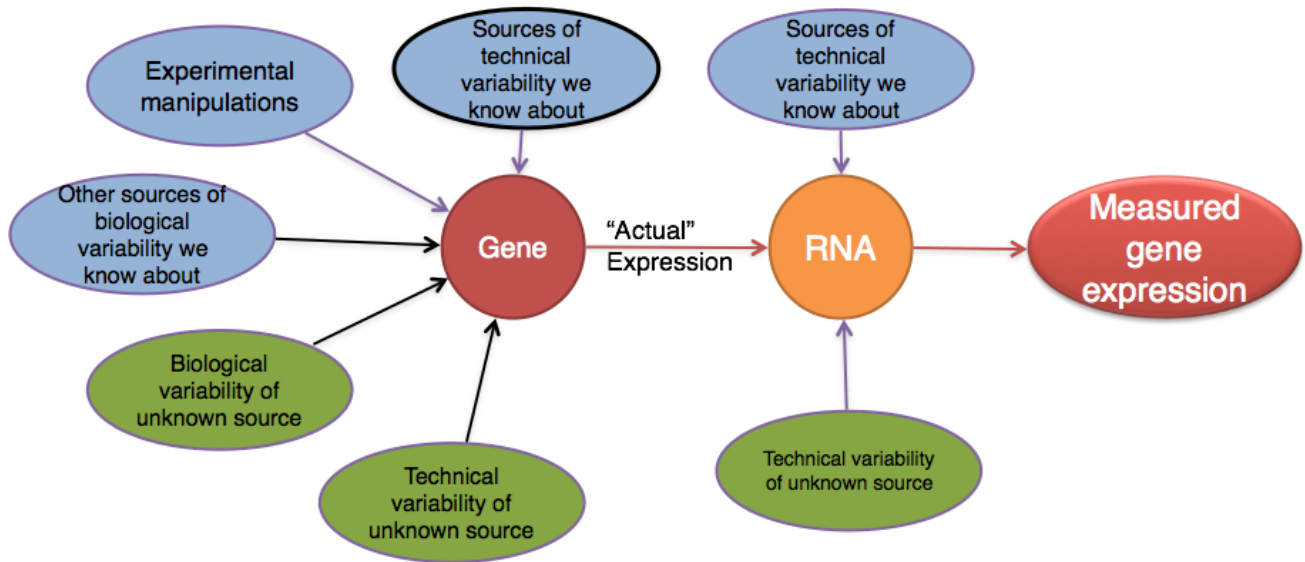 Experimental
manipulations
Sources of
technical
variability we
know about
Sources of
technical
variability we
know about
Other sources of
biological
variability we
know about
Gene
“Actual”
Expression
RNA
Measured
gene
expression
Biological
variability of
unknown source
Technical
variability of
unknown source
Technical variability
of unknown source